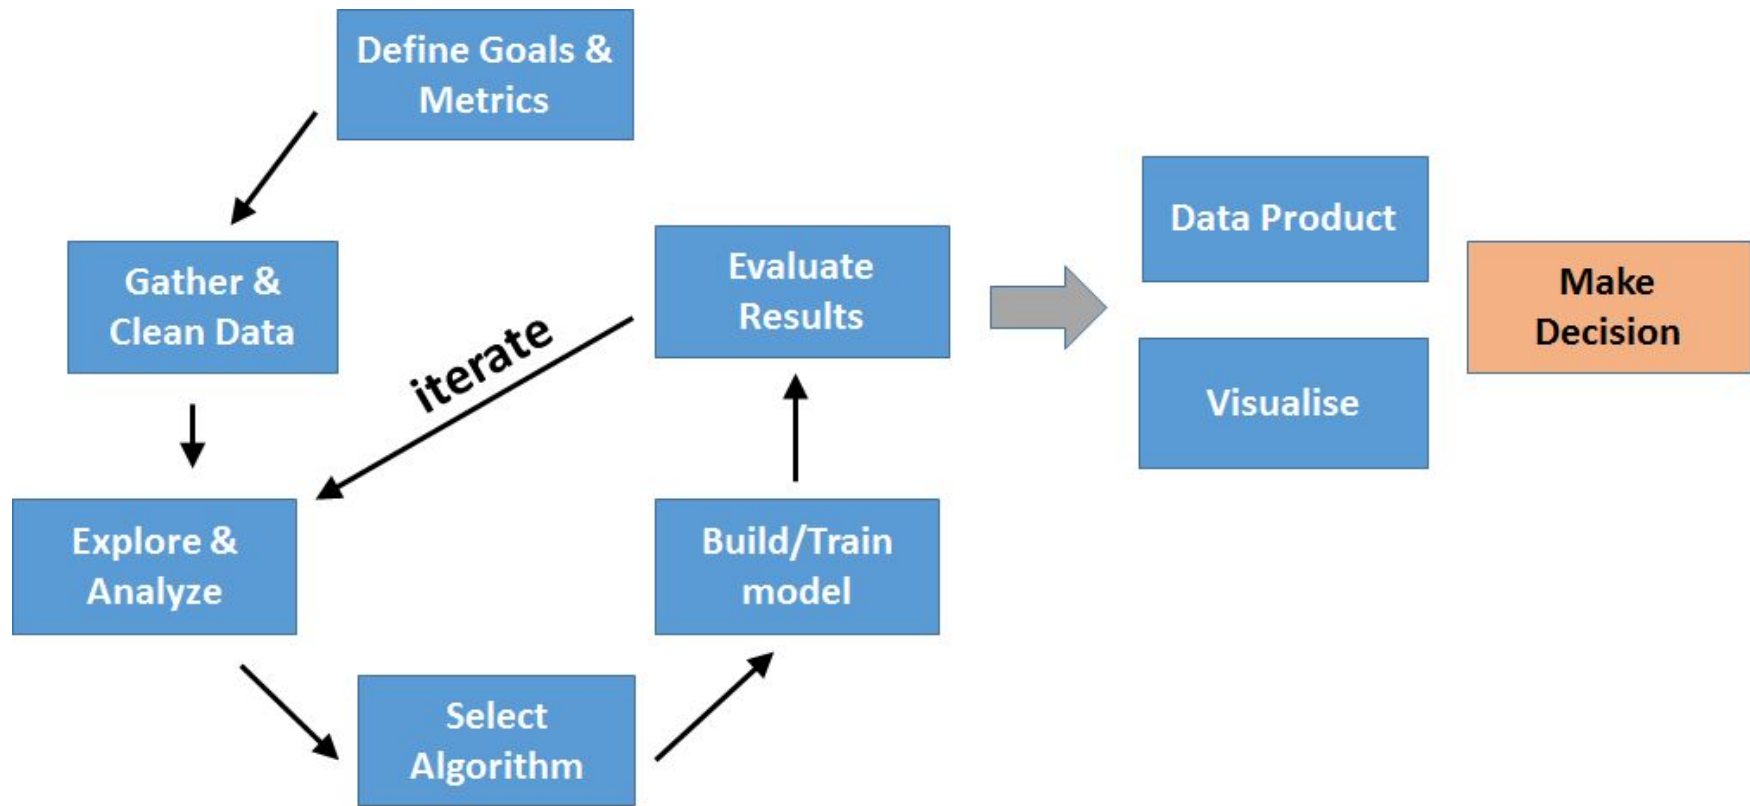 Define Goals &
Metrics
Gather &
Clean Data
Explore &
Analyze
Select
Algorithm
Build/Train
model
Evaluate
Results
iterate
Data Product
Visualise
Make
Decision